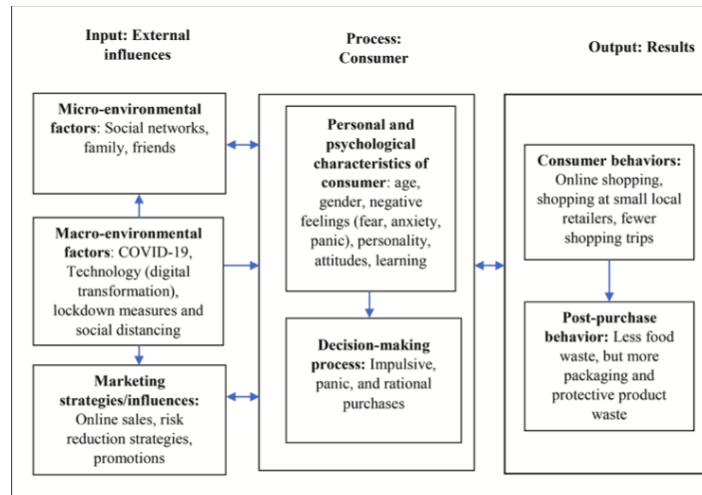 Input: External
influences
Process:
Consumer
Output: Results
Micro-environmental
factors: Social networks,
family, friends
Macro-environmental
factors: COVID-19,
Technology (digital
transformation),
lockdown measures and
social distancing
Marketing
strategies/influences:
Online sales, risk
reduction strategies,
promotions
Personal and
psychological
characteristics of
consumer: age,
gender, negative
feelings (fear, anxiety,
panic), personality,
attitudes, learning
Decision-making
process: Impulsive,
panic, and rational
purchases
Consumer behaviors:
Online shopping,
shopping at small local
retailers, fewer
shopping trips
Post-purchase
behavior: Less food
waste, but more
packaging and
protective product
waste